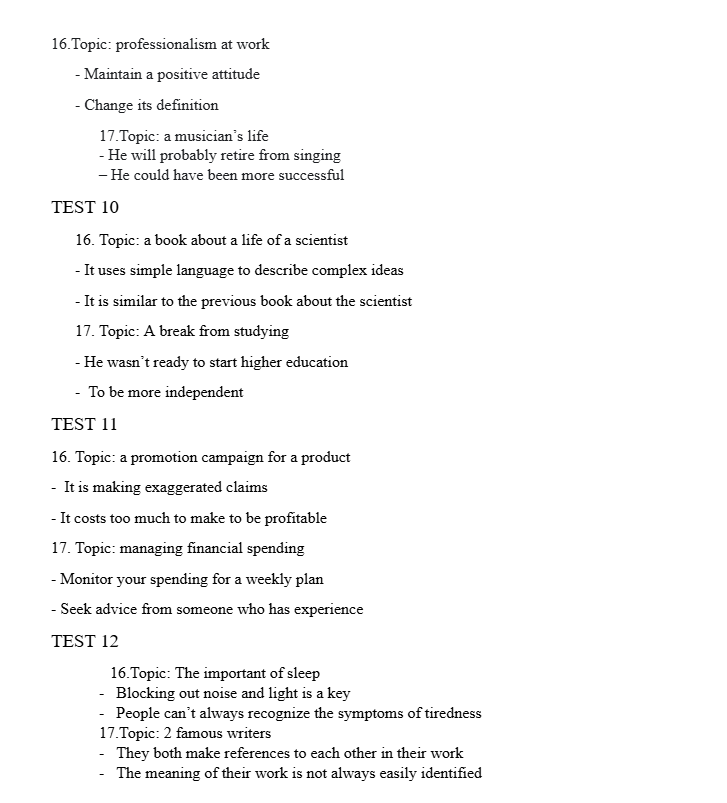 16.Topic: professionalism at work
- Maintain a positive attitude
- Change its definition
17.Topic: a musician’s life
- He will probably retire from singing
– He could have been more successful
TEST 10
16. Topic: a book about a life of a scientist
- It uses simple language to describe complex ideas
- It is similar to the previous book about the scientist
17. Topic: A break from studying
- He wasn’t ready to start higher education
- To be more independent
TEST 11
16. Topic: a promotion campaign for a product
- It is making exaggerated claims
- It costs too much to make to be profitable
17. Topic: managing financial spending
- Monitor your spending for a weekly plan
- Seek advice from someone who has experience
TEST 12
16.Topic: The important of sleep
- Blocking out noise and light is a key
- People can’t always recognize the symptoms of tiredness
17.Topic: 2 famous writers
- They both make references to each other in their work
- The meaning of their work is not always easily identified